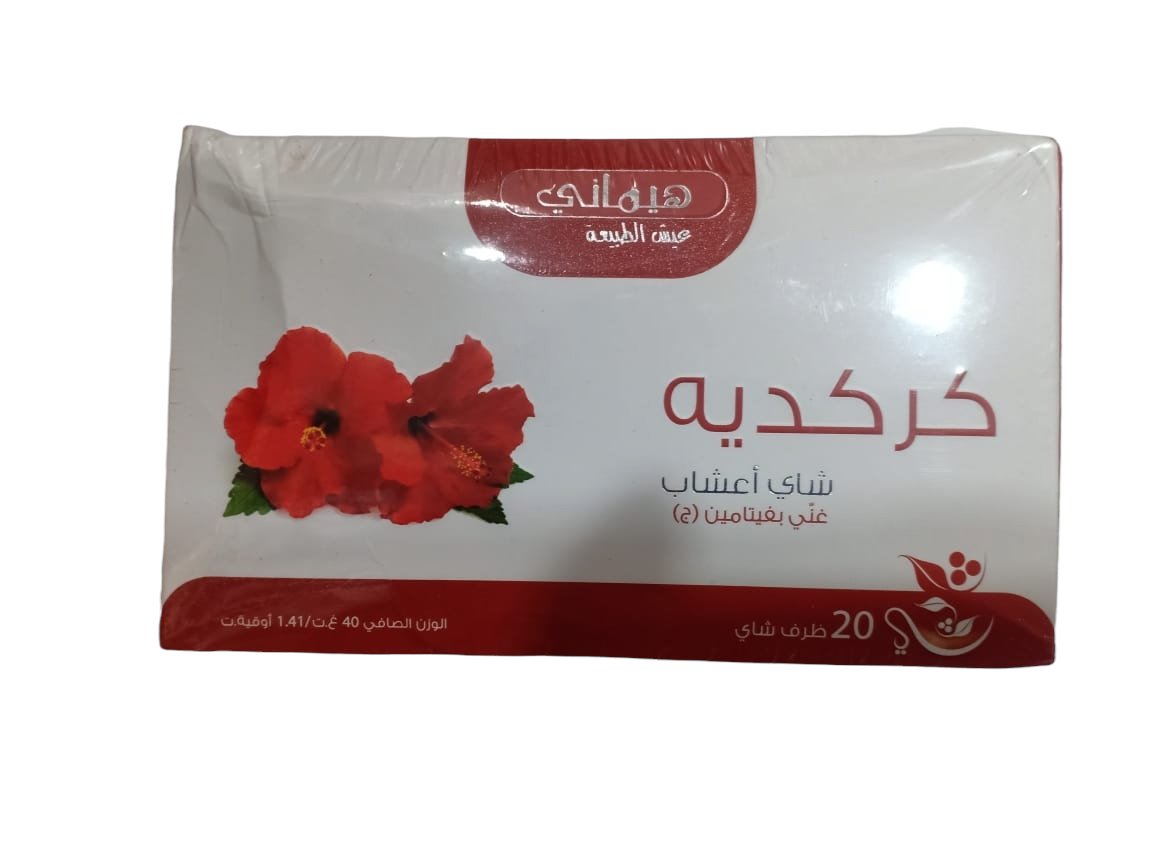 هيماني
عيش الطبيعة
كركديه
شاي أعشاب
غنّي بفيتامين (ج)
20 ظرف شاي
الوزن الصافي 40 غ.ت/1.41 أوقية.ت